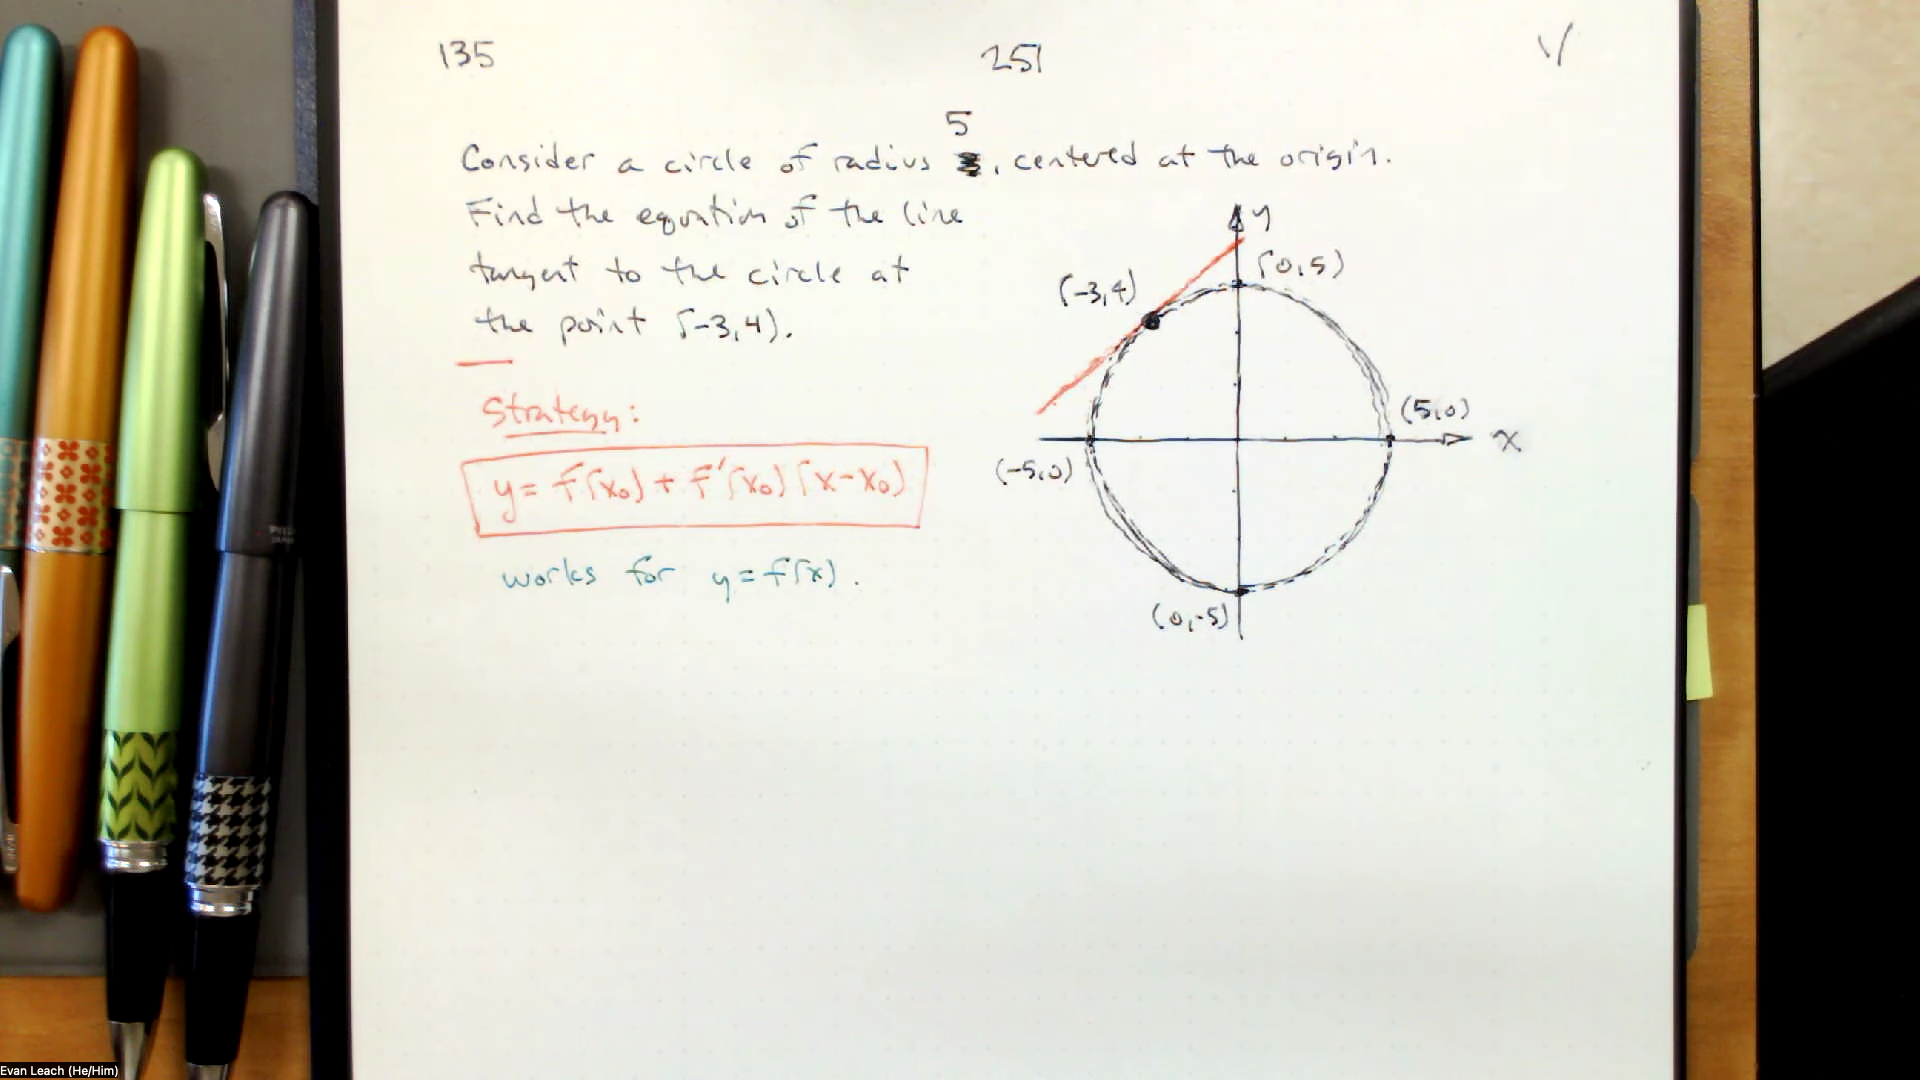 135
251
V
5
Consider a circle of radius , centered at the origin.
Find the equation of the line
tangent to the circle at
the point (-3,4).
Strategy:
y = f(x₀) + f'(x₀)(x-x₀)
works for y = f(x).
y
(0,5)
(-3,4)
(5,0)
x
(-5,0)
(0,-5)
Evan Leach (He/Him)